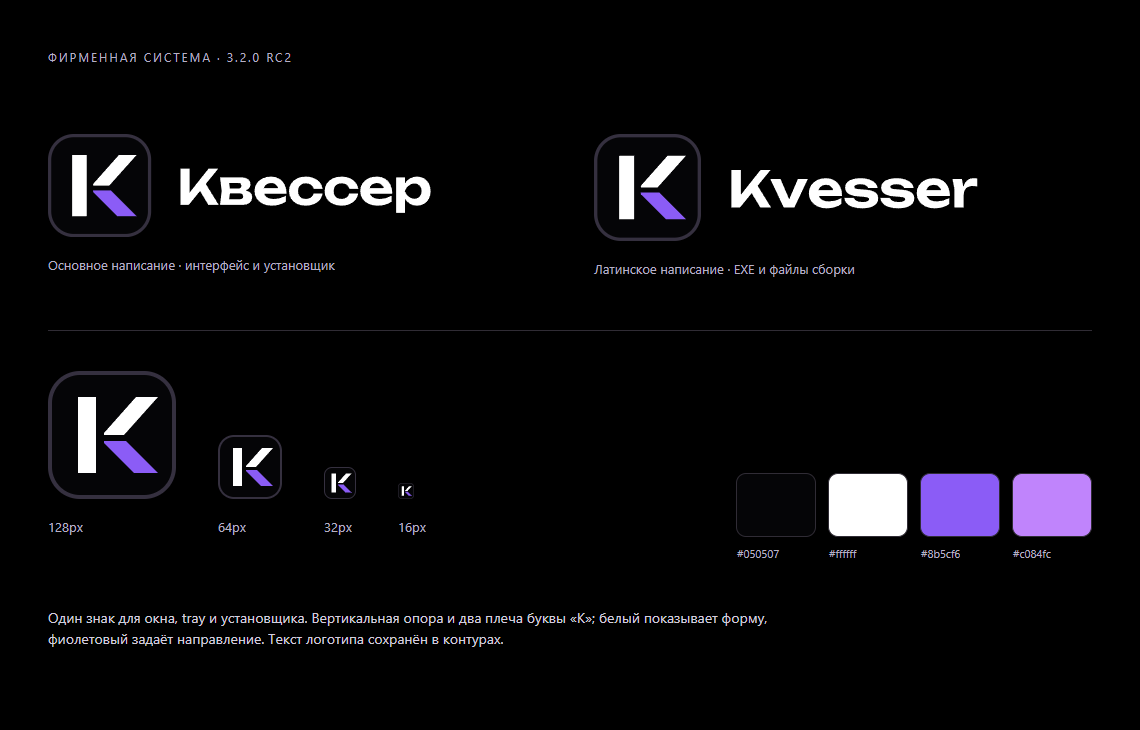 ФИРМЕННАЯ СИСТЕМА · 3.2.0 RC2
K Квессер
K Kvesser
Основное написание · интерфейс и установщик
Латинское написание · EXE и файлы сборки
K K K K
128px 64px 32px 16px
#050507 #ffffff #8b5cf6 #c084fc
Один знак для окна, tray и установщика. Вертикальная опора и два плеча буквы «К»; белый показывает форму,
фиолетовый задаёт направление. Текст логотипа сохранён в контурах.